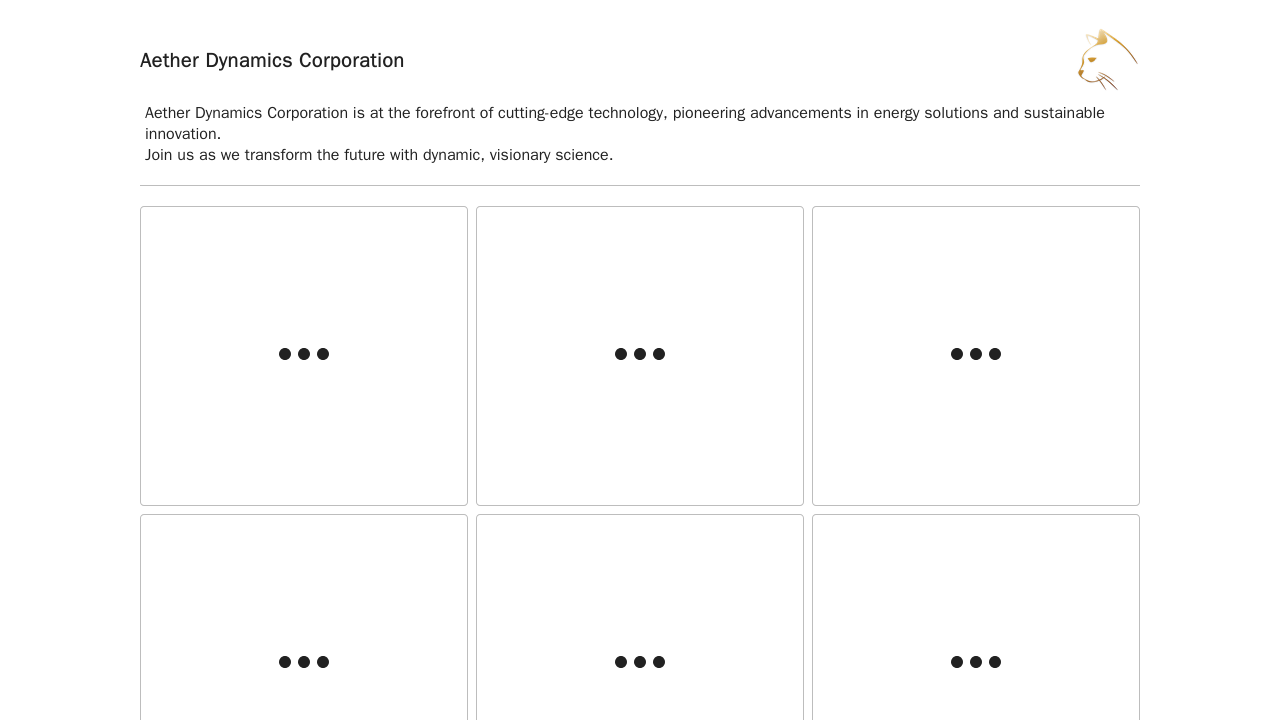 Aether Dynamics Corporation
Aether Dynamics Corporation is at the forefront of cutting-edge technology, pioneering advancements in energy solutions and sustainable
innovation.
Join us as we transform the future with dynamic, visionary science.